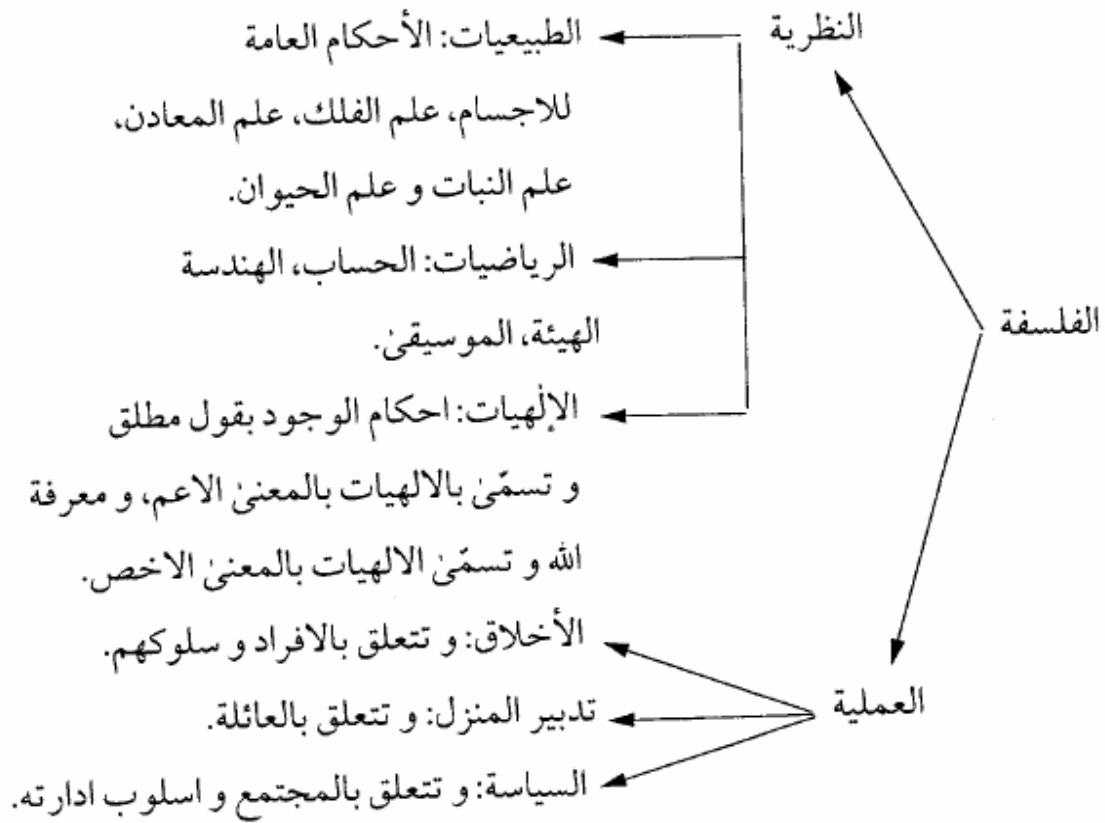 النظرية
الطبيعيات: الأحكام العامة
للاجسام، علم الفلك، علم المعادن،
علم النبات و علم الحيوان.
الرياضيات: الحساب، الهندسة
الهيئة، الموسيقىٰ.
الفلسفة
الإلٰهيات: احكام الوجود بقول مطلق
و تسمّىٰ بالالهيات بالمعنىٰ الاعم، و معرفة
الله و تسمّىٰ الالهيات بالمعنىٰ الاخص.
الأخلاق: و تتعلق بالافراد و سلوكهم.
العملية
تدبير المنزل: و تتعلق بالعائلة.
السياسة: و تتعلق بالمجتمع و اسلوب ادارته.